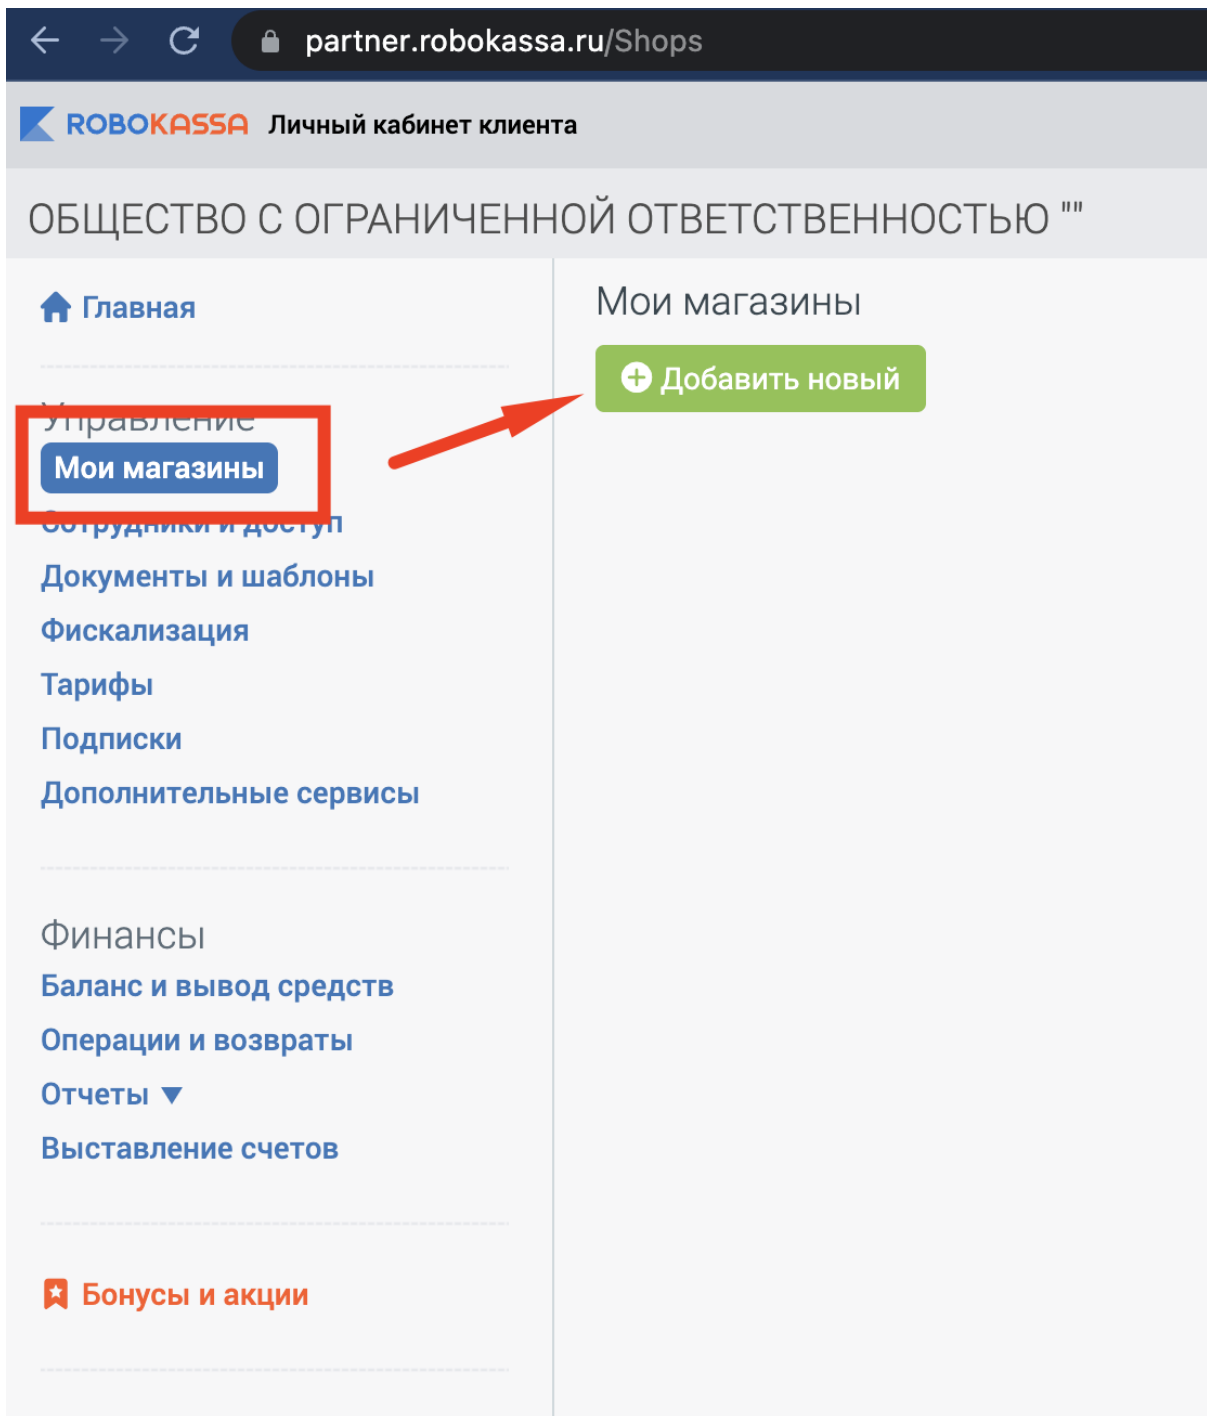 partner.robokassa.ru/Shops
ROBOKASSA Личный кабинет клиента
ОБЩЕСТВО С ОГРАНИЧЕННОЙ ОТВЕТСТВЕННОСТЬЮ ""
Главная
Управление
Мои магазины
Сотрудники и доступ
Документы и шаблоны
Фискализация
Тарифы
Подписки
Дополнительные сервисы
Финансы
Баланс и вывод средств
Операции и возвраты
Отчеты
Выставление счетов
Бонусы и акции
Мои магазины
Добавить новый